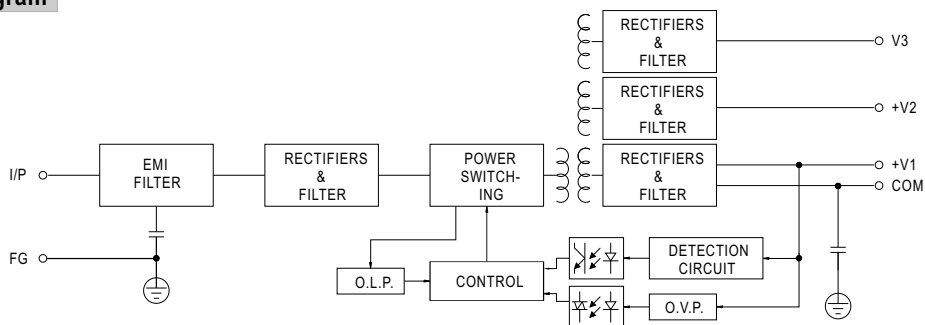 gram
RECTIFIERS
&
FILTER
V3
RECTIFIERS
&
FILTER
+V2
I/P
EMI
FILTER
RECTIFIERS
&
FILTER
POWER
SWITCH-
ING
RECTIFIERS
&
FILTER
+V1
COM
FG
O.L.P.
CONTROL
DETECTION
CIRCUIT
O.V.P.